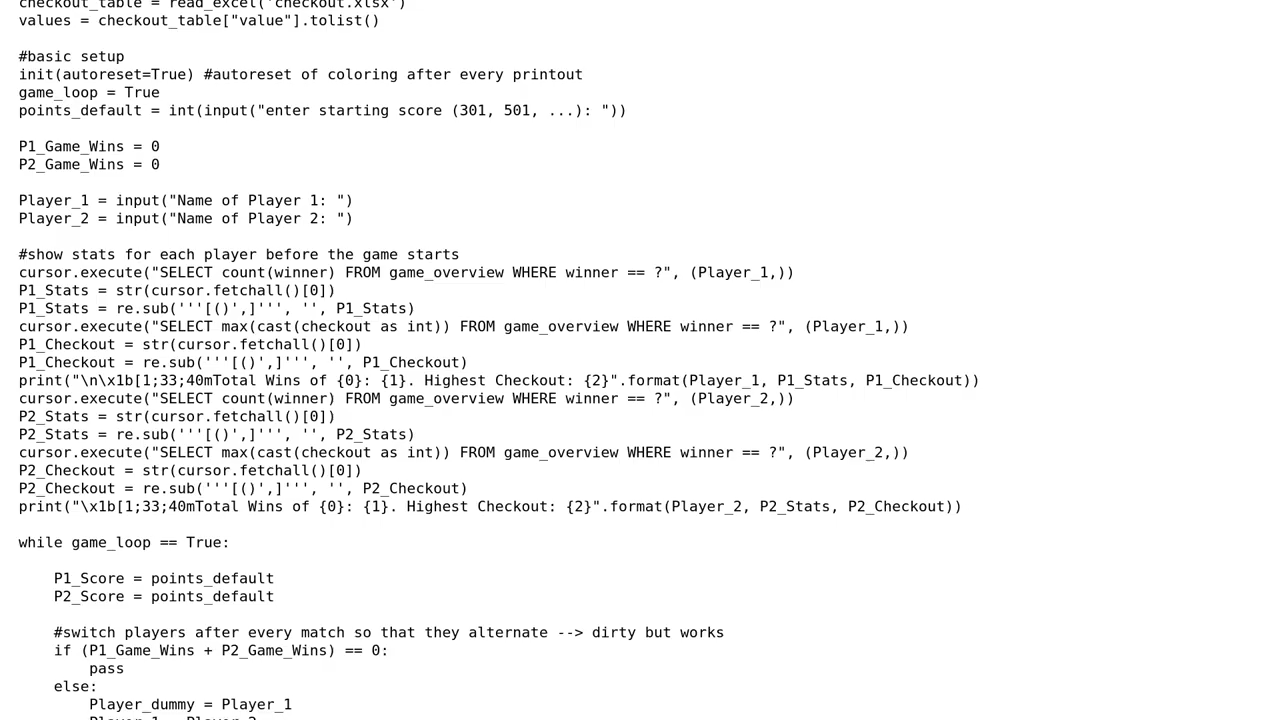 checkout_table = read_excel('checkout.xlsx')
values = checkout_table["value"].tolist()
#basic setup
init(autoreset=True) #autoreset of coloring after every printout
game_loop = True
points_default = int(input("enter starting score (301, 501, ...): "))
P1_Game_Wins = 0
P2_Game_Wins = 0
Player_1 = input("Name of Player 1: ")
Player_2 = input("Name of Player 2: ")
#show stats for each player before the game starts
cursor.execute("SELECT count(winner) FROM game_overview WHERE winner == ?", (Player_1,))
P1_Stats = str(cursor.fetchall()[0])
P1_Stats = re.sub('''[()',]''', '', P1_Stats)
cursor.execute("SELECT max(cast(checkout as int)) FROM game_overview WHERE winner == ?", (Player_1,))
P1_Checkout = str(cursor.fetchall()[0])
P1_Checkout = re.sub('''[()',]''', '', P1_Checkout)
print("\n\x1b[1;33;40mTotal Wins of {0}: {1}. Highest Checkout: {2}".format(Player_1, P1_Stats, P1_Checkout))
cursor.execute("SELECT count(winner) FROM game_overview WHERE winner == ?", (Player_2,))
P2_Stats = str(cursor.fetchall()[0])
P2_Stats = re.sub('''[()',]''', '', P2_Stats)
cursor.execute("SELECT max(cast(checkout as int)) FROM game_overview WHERE winner == ?", (Player_2,))
P2_Checkout = str(cursor.fetchall()[0])
P2_Checkout = re.sub('''[()',]''', '', P2_Checkout)
print("\x1b[1;33;40mTotal Wins of {0}: {1}. Highest Checkout: {2}".format(Player_2, P2_Stats, P2_Checkout))
while game_loop == True:
P1_Score = points_default
P2_Score = points_default
#switch players after every match so that they alternate --> dirty but works
if (P1_Game_Wins + P2_Game_Wins) == 0:
pass
else:
Player_dummy = Player_1
Player_1 = Player_2